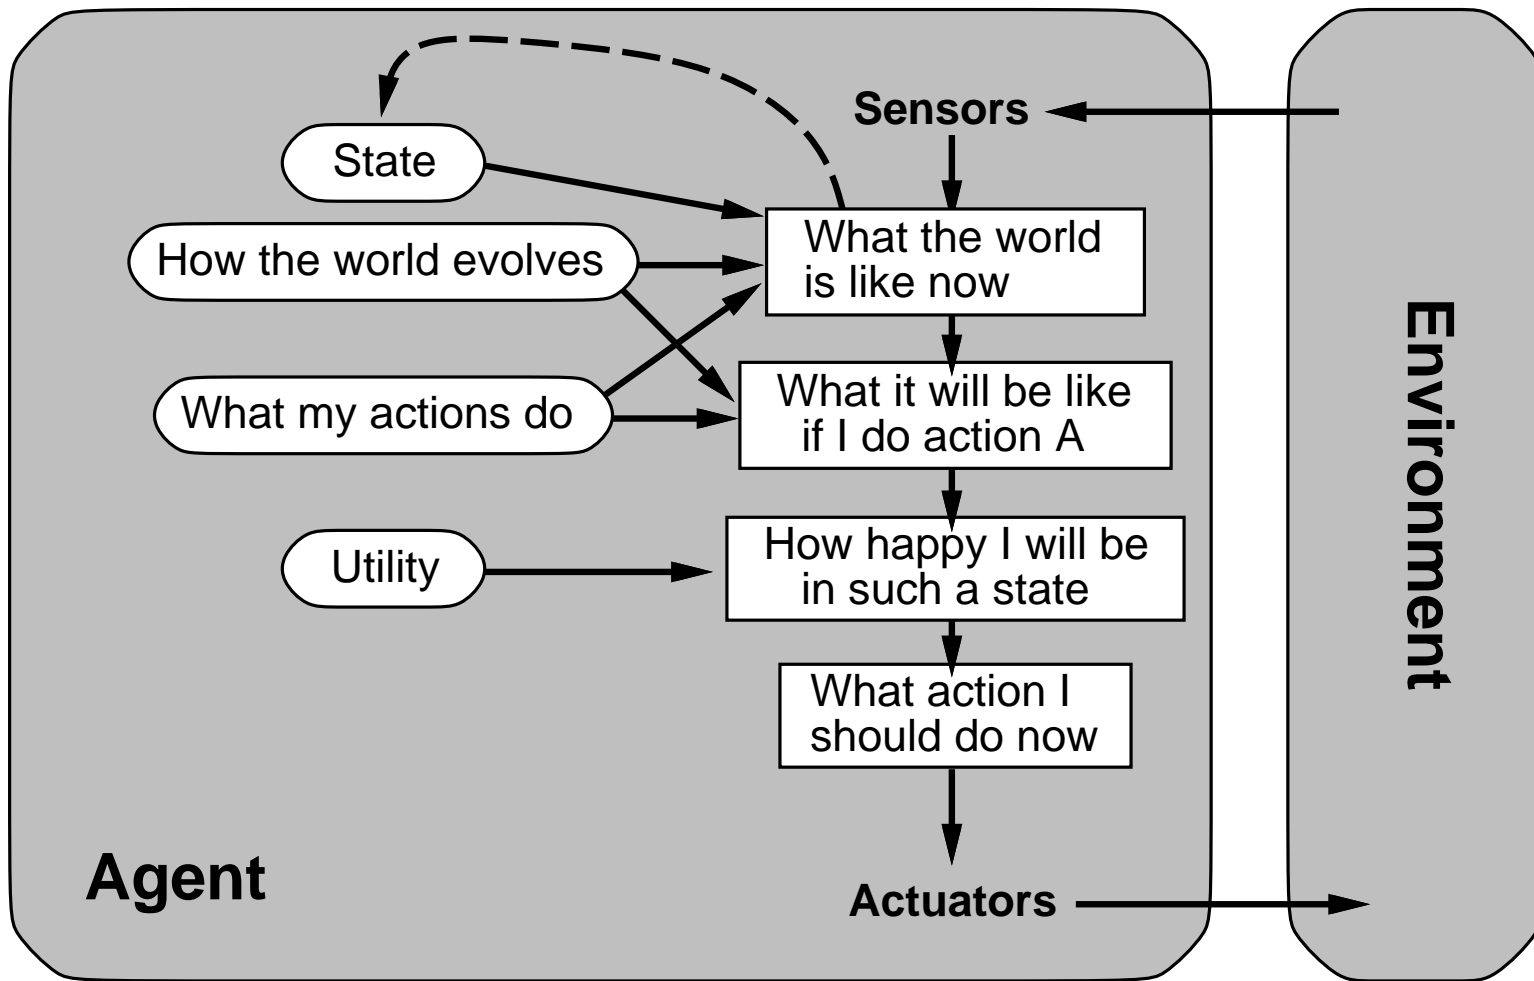 Sensors
State
What the world
is like now
How the world evolves
What it will be like
if I do action A
What my actions do
How happy I will be
in such a state
Utility
What action I
should do now
Agent
Actuators
Environment